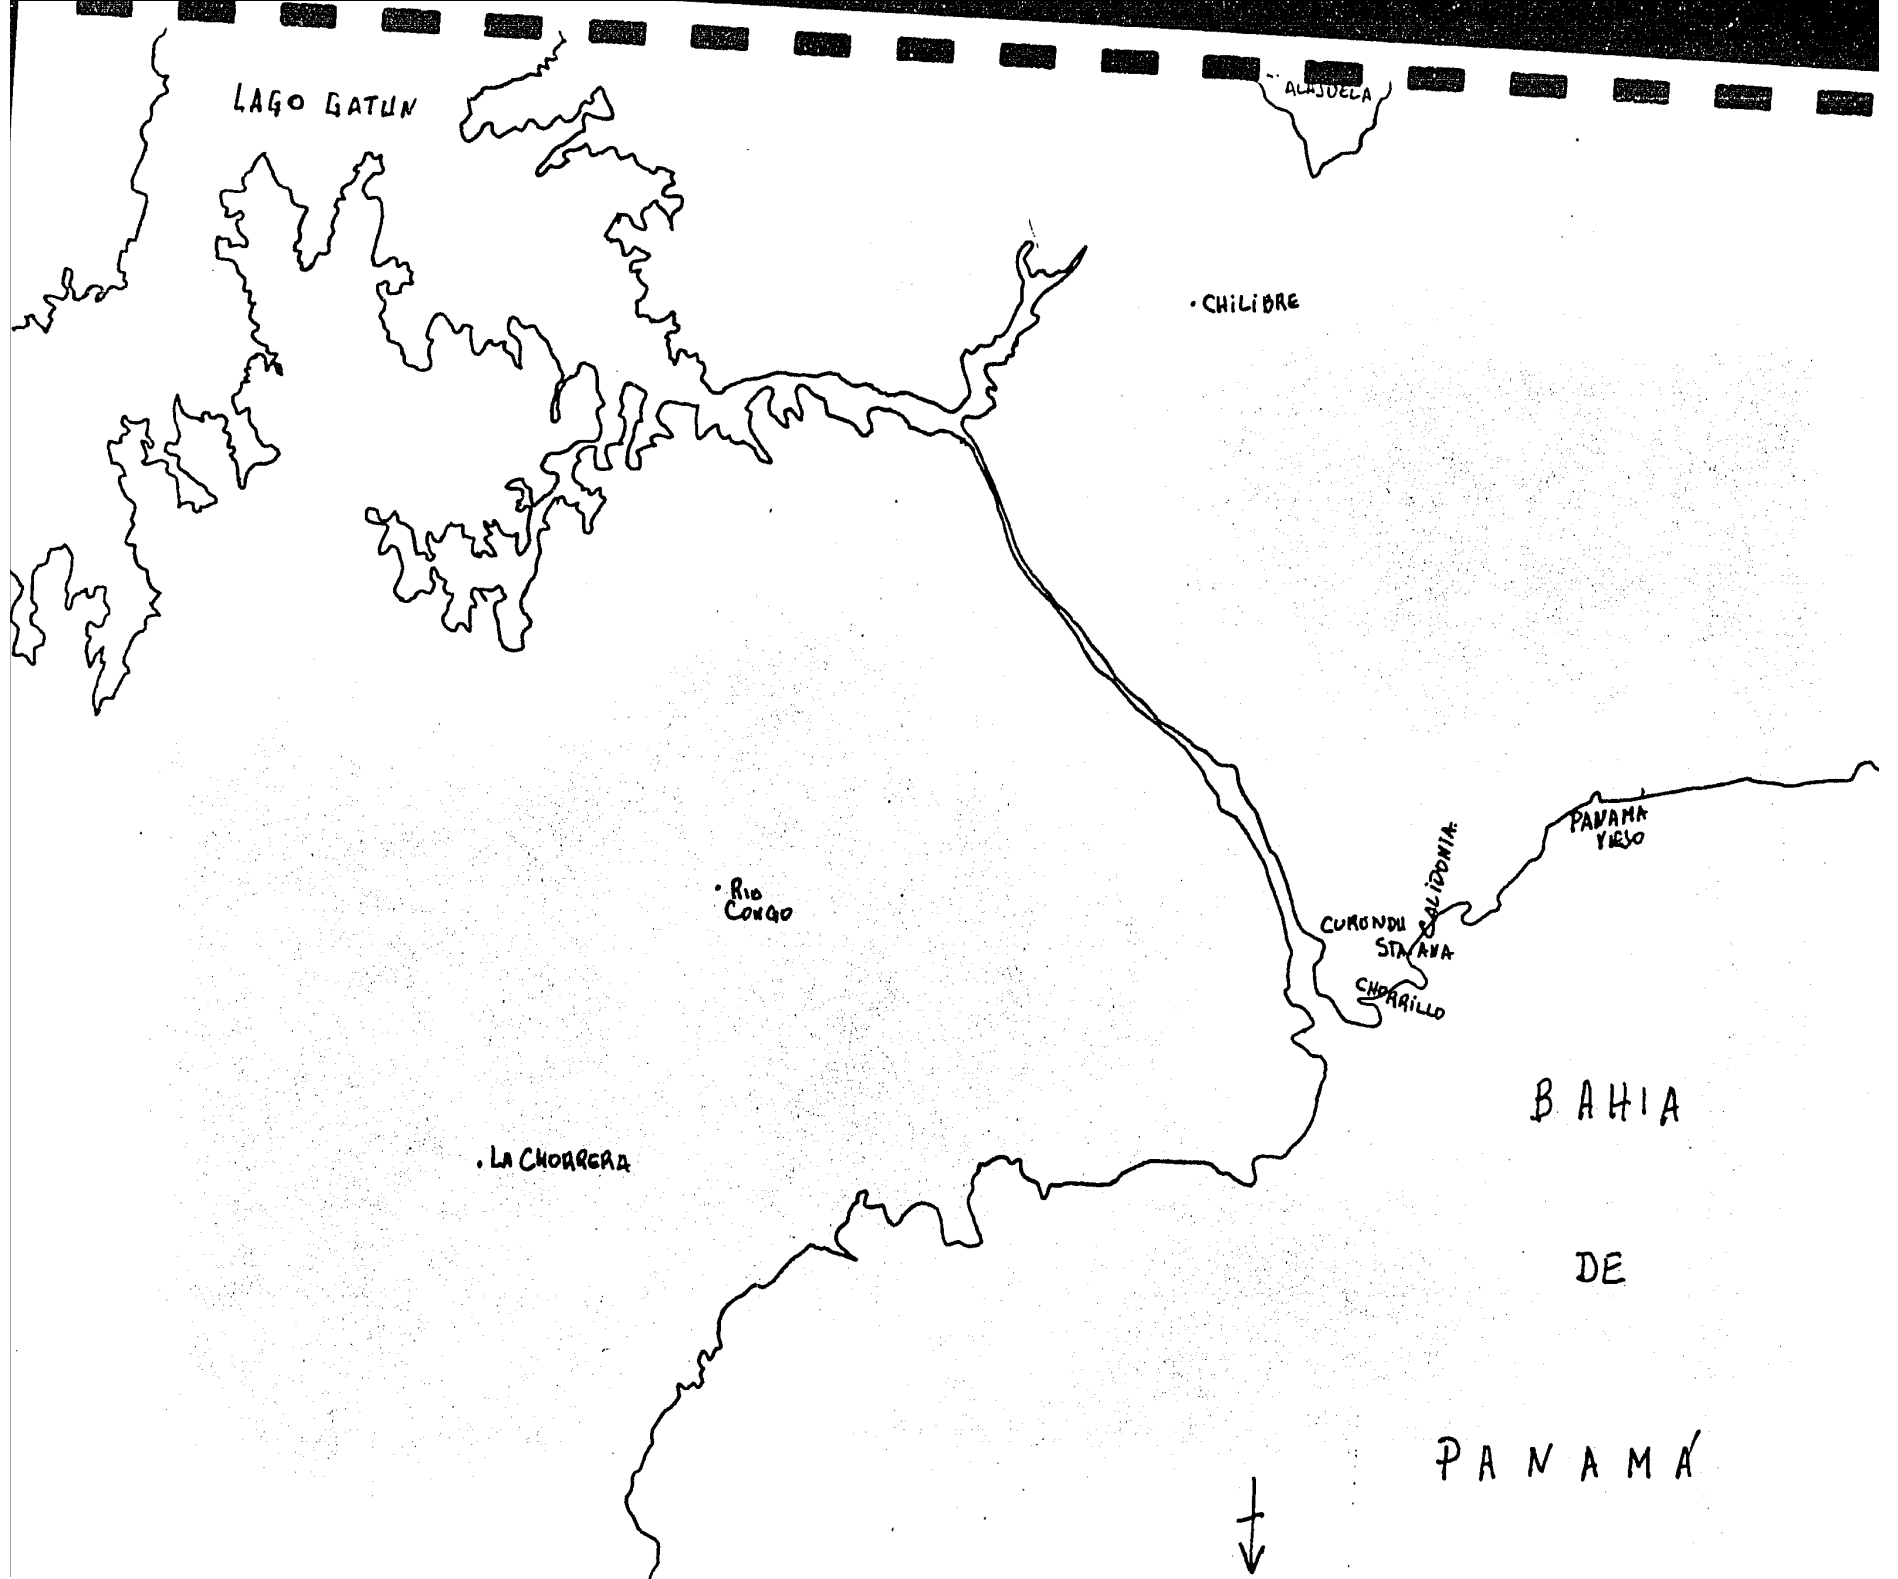 ALAJUELA
LAGO GATUN
CHILIBRE
PANAMA
VIEJO
CALIDONIA.
RIO
CONGO
CURUNDU
STA ANA
CHORRILLO
BAHIA
LA CHORRERA
DE
PANAMÁ